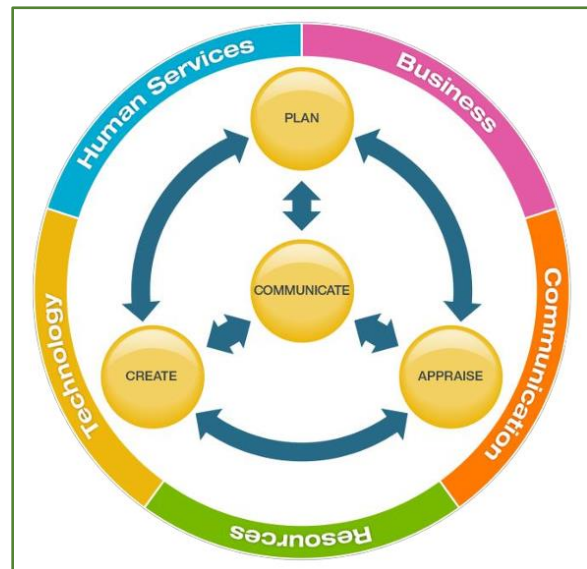 Human Services
Business
PLAN
COMMUNICATE
CREATE
APPRAISE
Technology
Communication
Resources